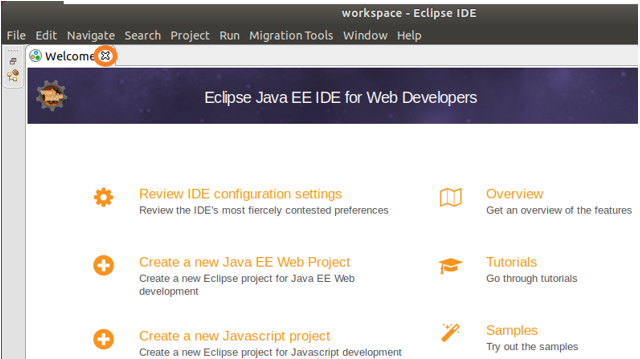 workspace - Eclipse IDE
File Edit Navigate Search Project Run Migration Tools Window Help
Welcome
Eclipse Java EE IDE for Web Developers
Review IDE configuration settings
Review the IDE's most fiercely contested preferences
Overview
Get an overview of the features
Create a new Java EE Web Project
Create a new Eclipse project for Java EE Web
development
Tutorials
Go through tutorials
Create a new Javascript project
Create a new Eclipse project for Javascript development
Samples
Try out the samples